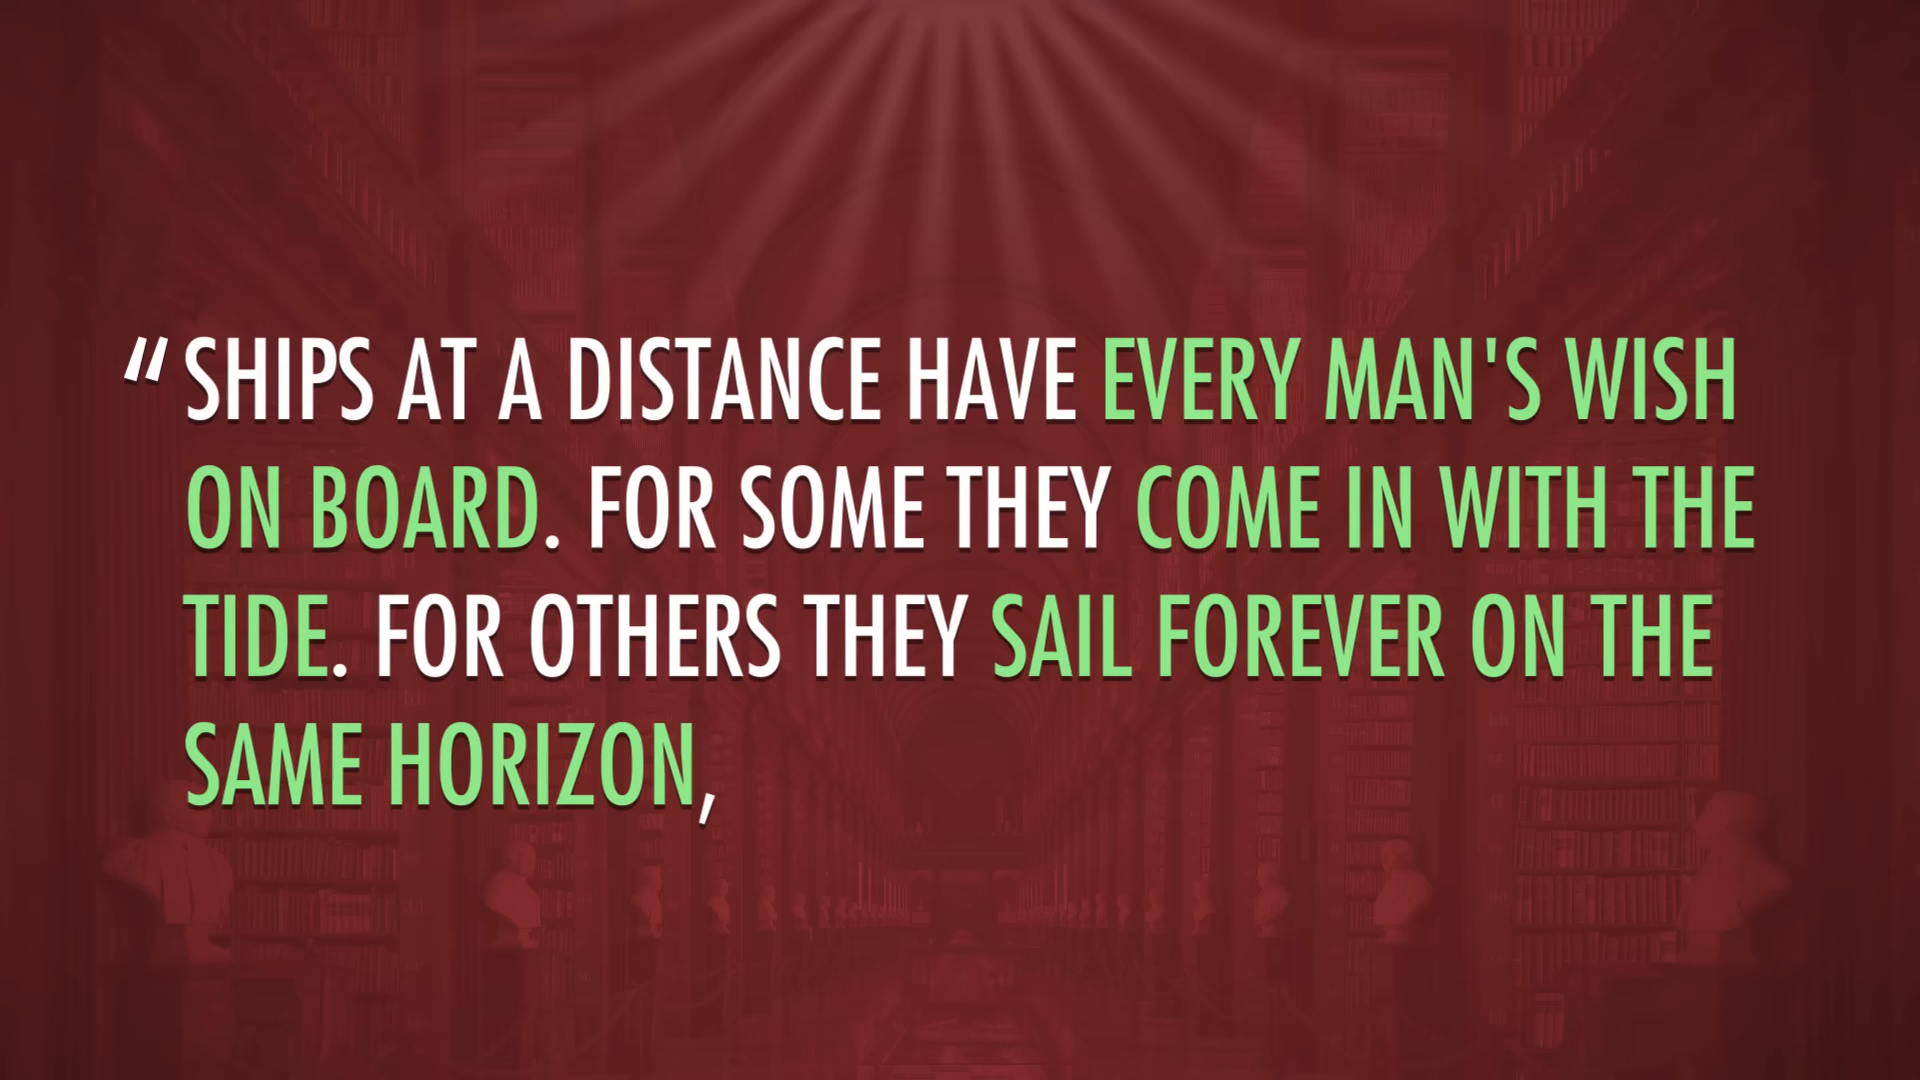 “SHIPS AT A DISTANCE HAVE EVERY MAN'S WISH
ON BOARD. FOR SOME THEY COME IN WITH THE
TIDE. FOR OTHERS THEY SAIL FOREVER ON THE
SAME HORIZON,